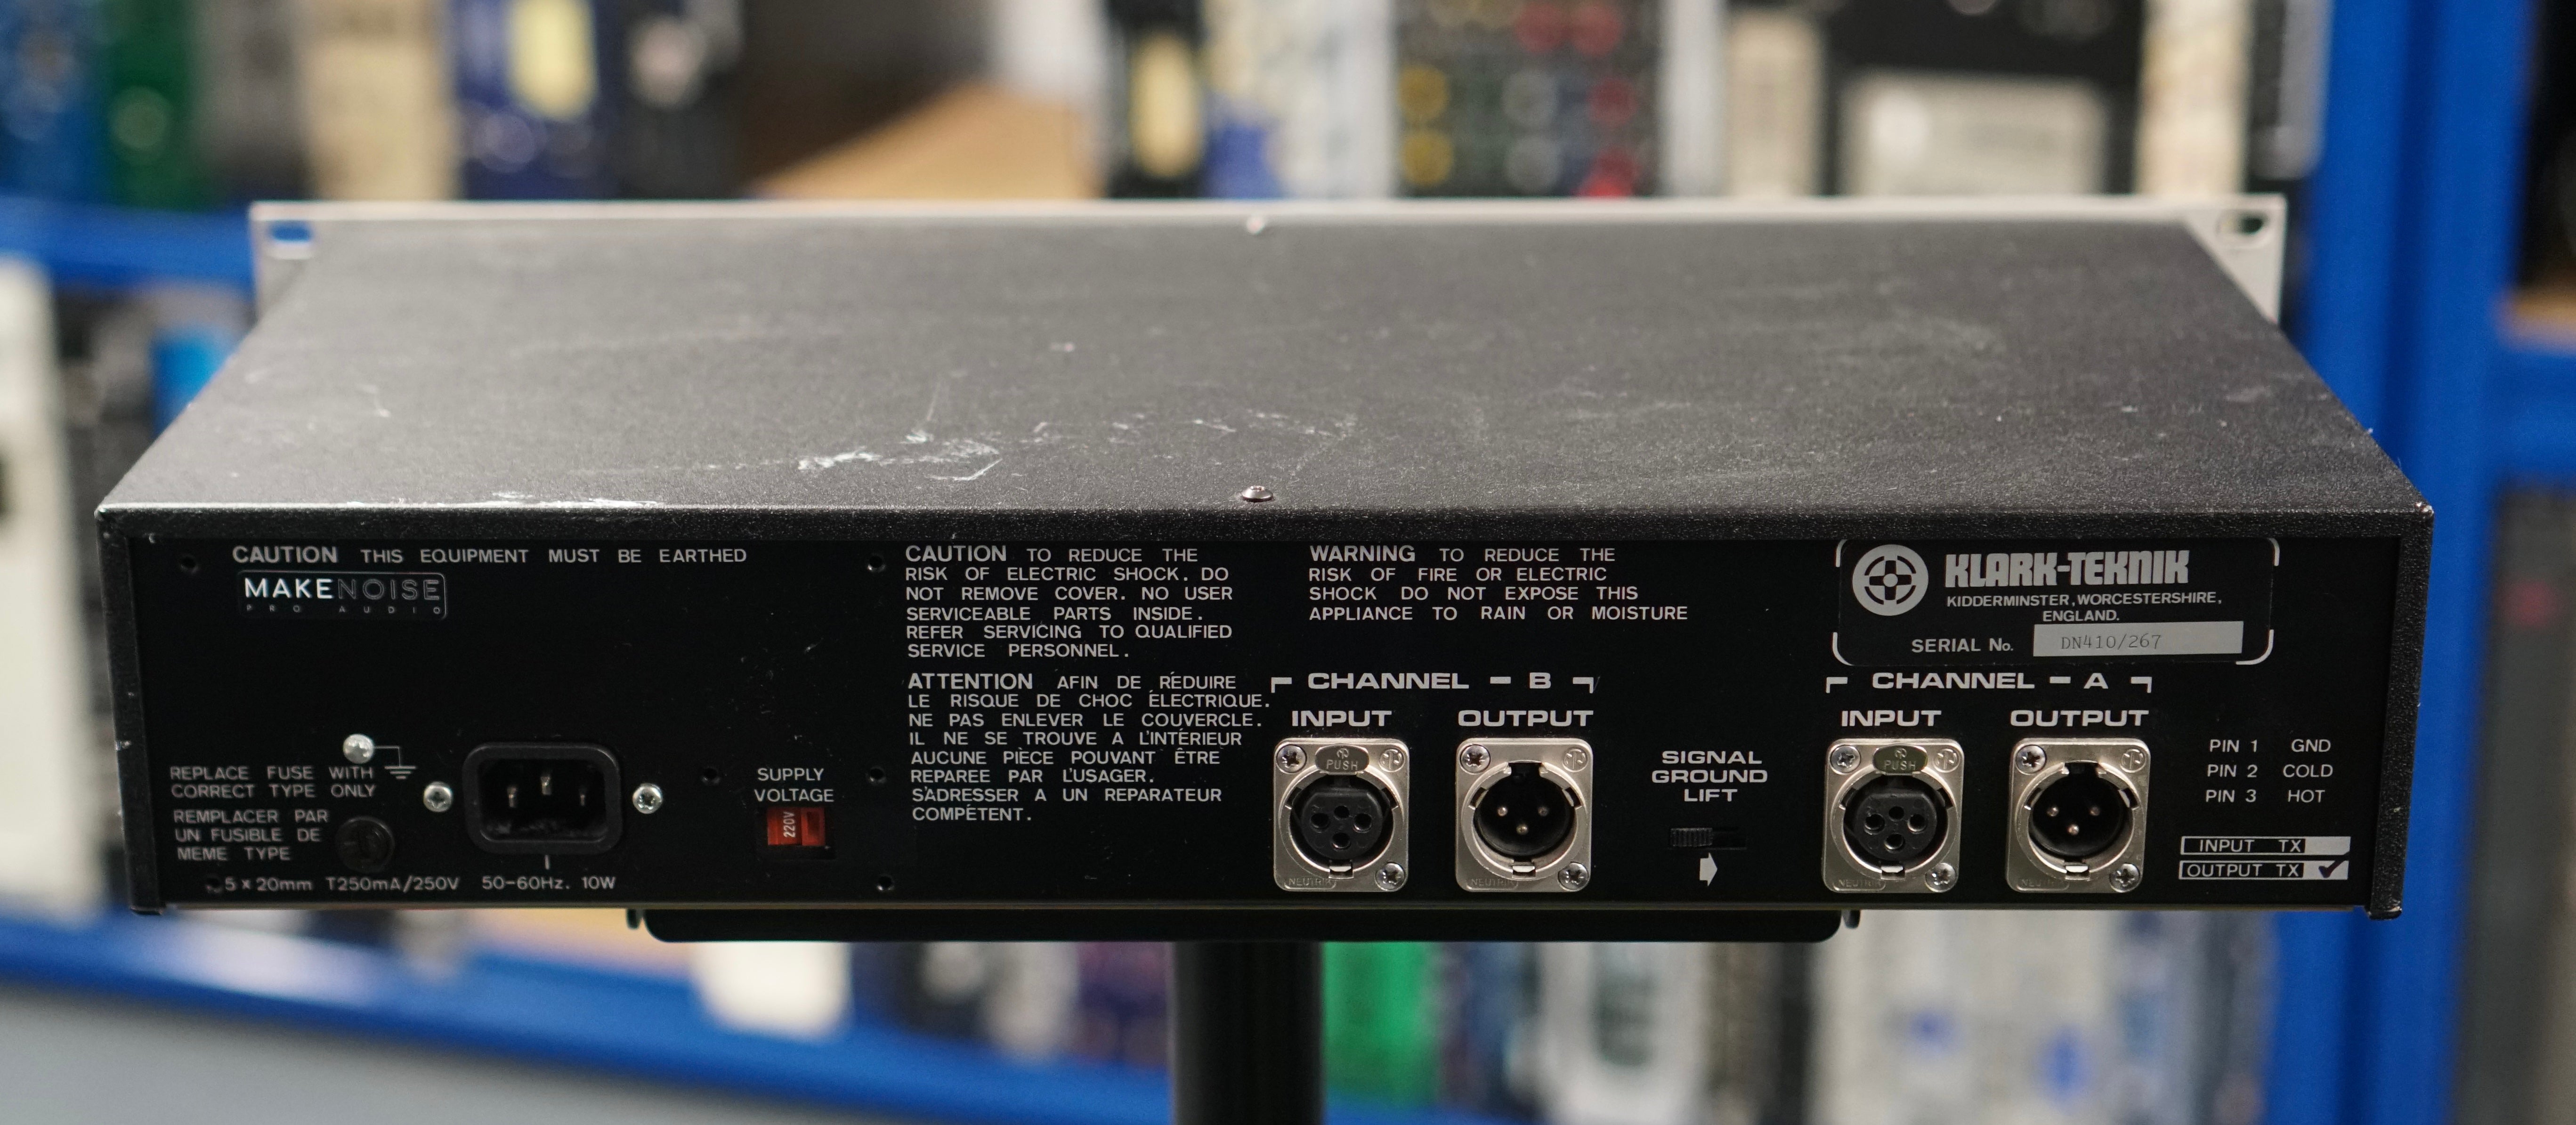 CAUTION THIS EQUIPMENT MUST BE EARTHED
MAKENOISE
PRO AUDIO
REPLACE FUSE WITH
CORRECT TYPE ONLY
REMPLACER PAR
UN FUSIBLE DE
MEME TYPE
5 x 20mm T250mA/250V
50-60Hz. 10W
SUPPLY
VOLTAGE
220V
CAUTION TO REDUCE THE
RISK OF ELECTRIC SHOCK. DO
NOT REMOVE COVER. NO USER
SERVICEABLE PARTS INSIDE.
REFER SERVICING TO QUALIFIED
SERVICE PERSONNEL.
ATTENTION AFIN DE RÉDUIRE
LE RISQUE DE CHOC ÉLECTRIQUE.
NE PAS ENLEVER LE COUVERCLE.
IL NE SE TROUVE A L'INTÉRIEUR
AUCUNE PIÈCE POUVANT ÊTRE
REPAREE PAR L'USAGER.
S'ADRESSER A UN REPARATEUR
COMPÉTENT.
WARNING TO REDUCE THE
RISK OF FIRE OR ELECTRIC
SHOCK DO NOT EXPOSE THIS
APPLIANCE TO RAIN OR MOISTURE
CHANNEL - B
INPUT OUTPUT
PUSH
NEUTRIK NEUTRIK
SIGNAL
GROUND
LIFT
KLARK-TEKNIK
KIDDERMINSTER, WORCESTERSHIRE,
ENGLAND.
SERIAL No. DN410/267
CHANNEL - A
INPUT OUTPUT
PUSH
NEUTRIK NEUTRIK
PIN 1 GND
PIN 2 COLD
PIN 3 HOT
INPUT TX
OUTPUT TX ✓